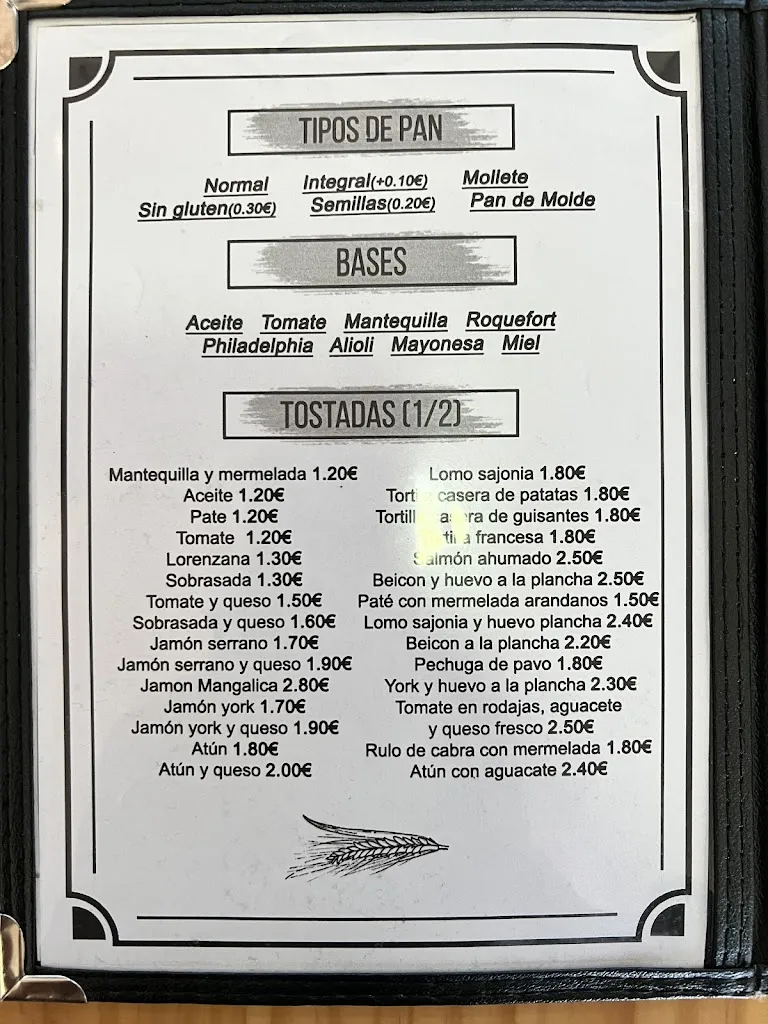 TIPOS DE PAN
Normal Integral(+0.10€) Mollete
Sin gluten(0.30€) Semillas(0.20€) Pan de Molde
BASES
Aceite Tomate Mantequilla Roquefort
Philadelphia Alioli Mayonesa Miel
TOSTADAS (1/2)
Mantequilla y mermelada 1.20€
Aceite 1.20€
Pate 1.20€
Tomate 1.20€
Lorenzana 1.30€
Sobrasada 1.30€
Tomate y queso 1.50€
Sobrasada y queso 1.60€
Jamón serrano 1.70€
Jamón serrano y queso 1.90€
Jamon Mangalica 2.80€
Jamón york 1.70€
Jamón york y queso 1.90€
Atún 1.80€
Atún y queso 2.00€
Lomo sajonia 1.80€
Tortilla casera de patatas 1.80€
Tortilla casera de guisantes 1.80€
Tortilla francesa 1.80€
Salmón ahumado 2.50€
Beicon y huevo a la plancha 2.50€
Paté con mermelada arandanos 1.50€
Lomo sajonia y huevo plancha 2.40€
Beicon a la plancha 2.20€
Pechuga de pavo 1.80€
York y huevo a la plancha 2.30€
Tomate en rodajas, aguacete
y queso fresco 2.50€
Rulo de cabra con mermelada 1.80€
Atún con aguacate 2.40€